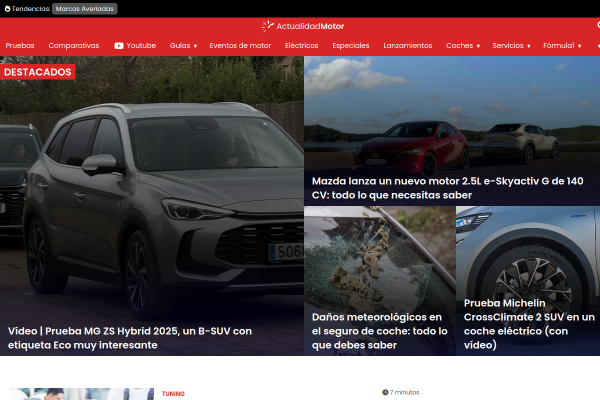 Tendencias: Marcas Averiadas
ActualidadMotor
Pruebas Comparativas Youtube Guías Eventos de motor Eléctricos Especiales Lanzamientos Coches Servicios Fórmula1
DESTACADOS
Vídeo | Prueba MG ZS Hybrid 2025, un B-SUV con
etiqueta Eco muy interesante
Mazda lanza un nuevo motor 2.5L e-Skyactiv G de 140
CV: todo lo que necesitas saber
Daños meteorológicos en
el seguro de coche: todo lo
que debes saber
Prueba Michelin
CrossClimate 2 SUV en un
coche eléctrico (con
vídeo)
TUNING
7 minutos